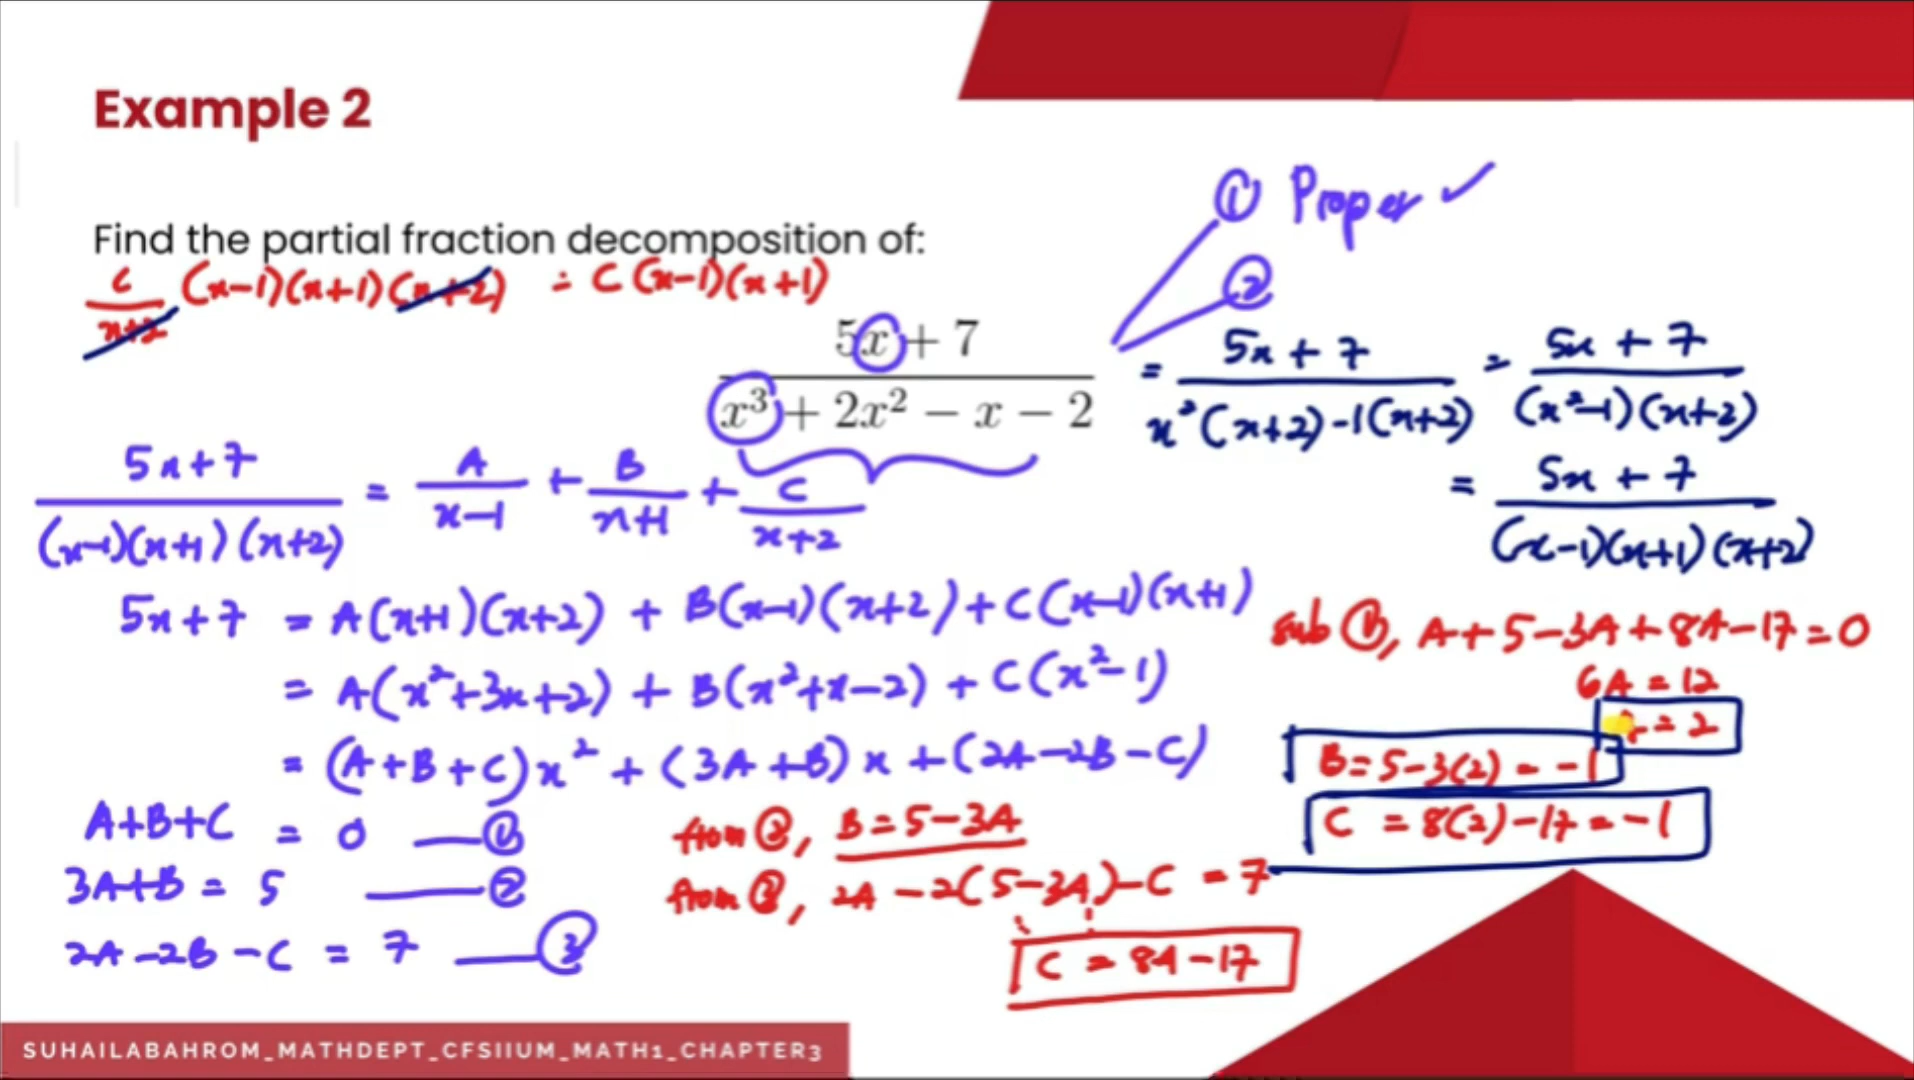 Example 2
① Proper ✓
②
Find the partial fraction decomposition of:
C/(x+2) (x-1)(x+1)(x+2) = C(x-1)(x+1)
(5x + 7)/(x³ + 2x² − x − 2) = (5x + 7)/(x²(x+2)-1(x+2)) = (5x + 7)/((x²-1)(x+2))
= (5x + 7)/((x-1)(x+1)(x+2))
(5x+7)/((x-1)(x+1)(x+2)) = A/(x-1) + B/(x+1) + C/(x+2)
5x+7 = A(x+1)(x+2) + B(x-1)(x+2) + C(x-1)(x+1)
= A(x²+3x+2) + B(x²+x-2) + C(x²-1)
= (A+B+C)x² + (3A+B)x + (2A-2B-C)
A+B+C = 0 — ①
3A+B = 5 — ②
2A-2B-C = 7 — ③
from ②, B = 5-3A
from ③, 2A - 2(5-3A) - C = 7
C = 8A-17
sub ①, A+5-3A+8A-17=0
6A = 12
A = 2
B = 5-3(2) = -1
C = 8(2)-17 = -1
SUHAILABAHROM_MATHDEPT_CFSIIUM_MATH1_CHAPTER3